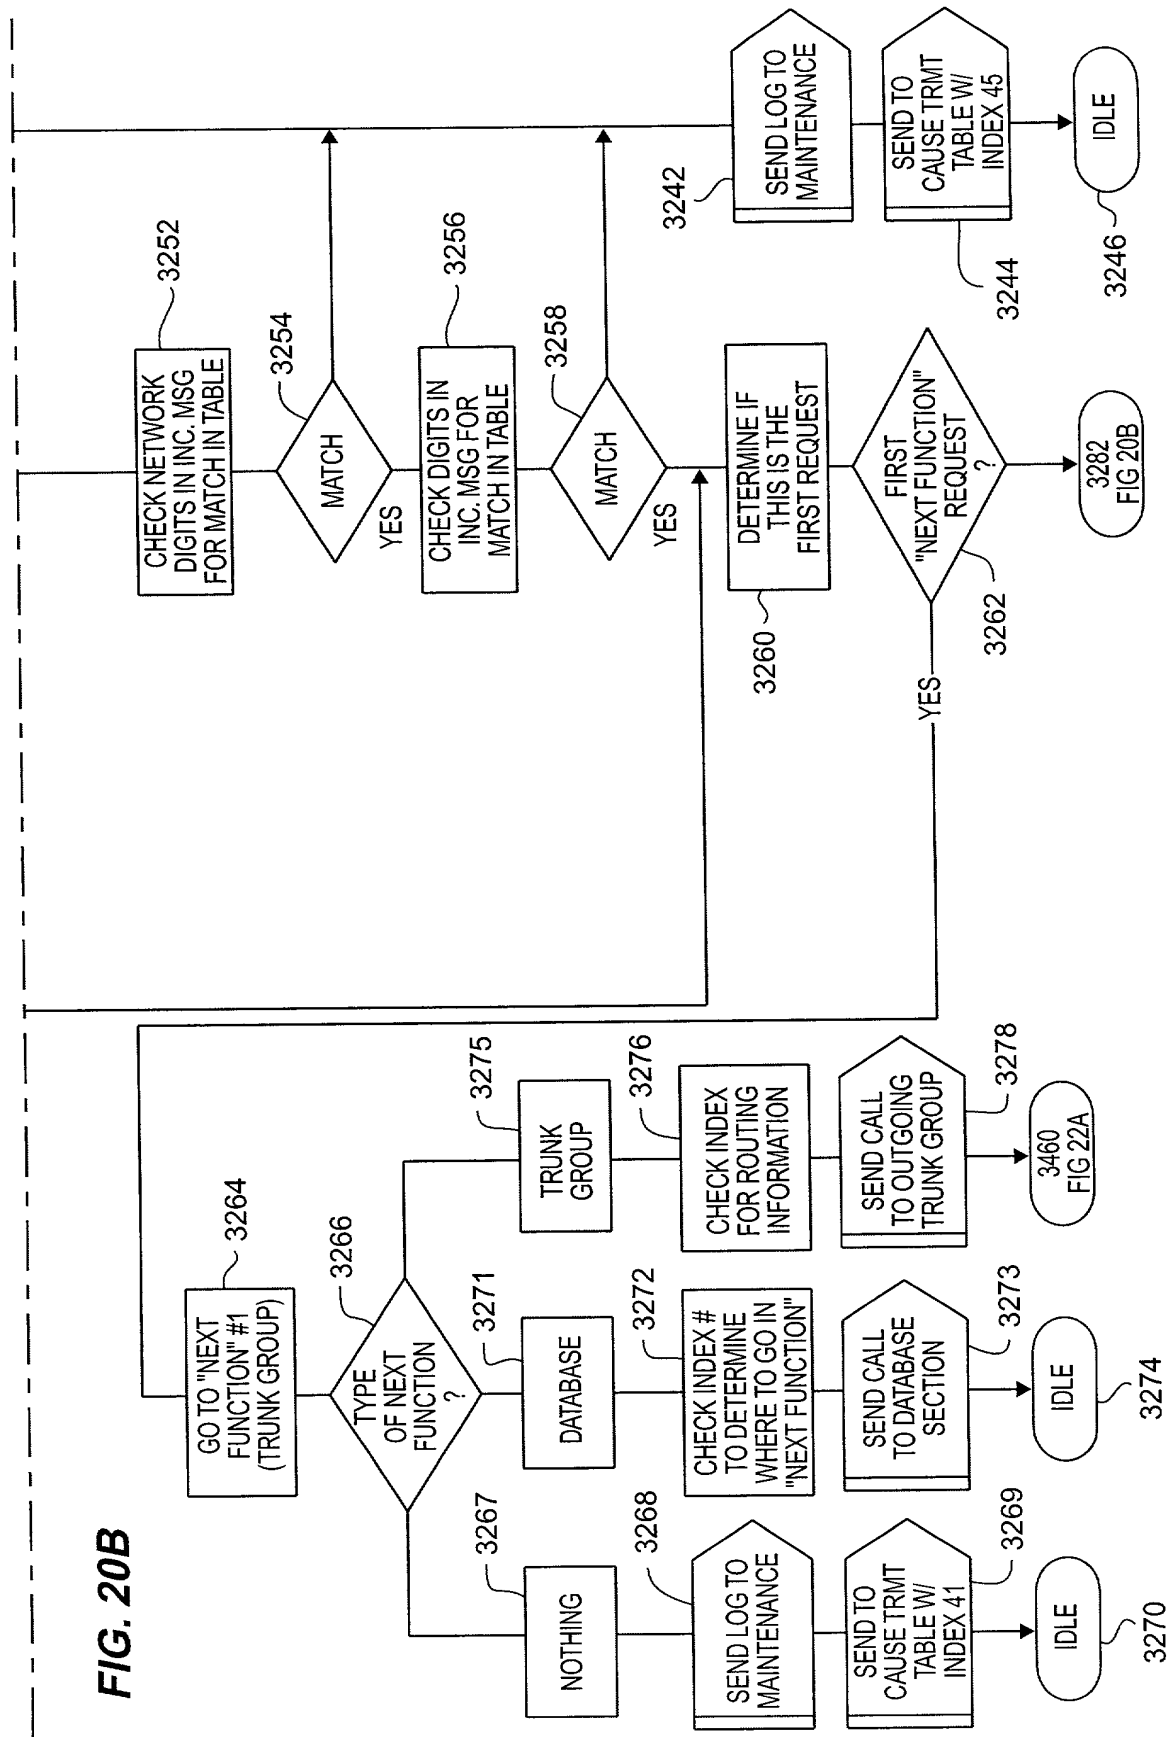 FIG. 20B
CHECK NETWORK
DIGITS IN INC. MSG
FOR MATCH IN TABLE
3252
MATCH
3254
YES
CHECK DIGITS IN
INC. MSG FOR
MATCH IN TABLE
3256
MATCH
3258
YES
SEND LOG TO
MAINTENANCE
3242
SEND TO
CAUSE TRMT
TABLE W/
INDEX 45
3244
IDLE
3246
DETERMINE IF
THIS IS THE
FIRST REQUEST
3260
FIRST
"NEXT FUNCTION"
REQUEST
?
3262
YES
3282
FIG 20B
GO TO "NEXT
FUNCTION" #1
(TRUNK GROUP)
3264
TYPE
OF NEXT
FUNCTION
?
3266
NOTHING
3267
SEND LOG TO
MAINTENANCE
3268
SEND TO
CAUSE TRMT
TABLE W/
INDEX 41
3269
IDLE
3270
DATABASE
3271
CHECK INDEX #
TO DETERMINE
WHERE TO GO IN
"NEXT FUNCTION"
3272
SEND CALL
TO DATABASE
SECTION
3273
IDLE
3274
TRUNK
GROUP
3275
CHECK INDEX
FOR ROUTING
INFORMATION
3276
SEND CALL
TO OUTGOING
TRUNK GROUP
3278
3460
FIG 22A